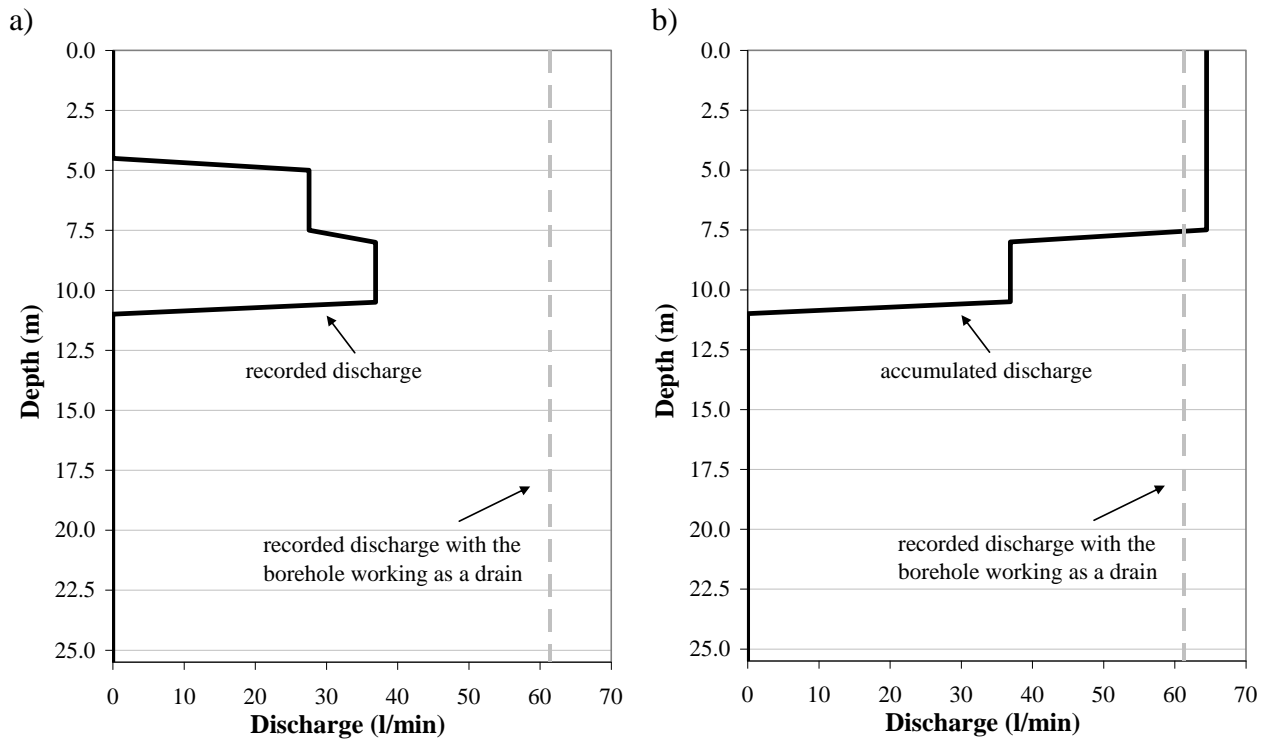 a)
0.0
2.5
5.0
7.5
10.0
12.5
15.0
17.5
20.0
22.5
25.0
Depth (m)
recorded discharge
recorded discharge with the
borehole working as a drain
0 10 20 30 40 50 60 70
Discharge (l/min)
b)
0.0
2.5
5.0
7.5
10.0
12.5
15.0
17.5
20.0
22.5
25.0
Depth (m)
accumulated discharge
recorded discharge with the
borehole working as a drain
0 10 20 30 40 50 60 70
Discharge (l/min)